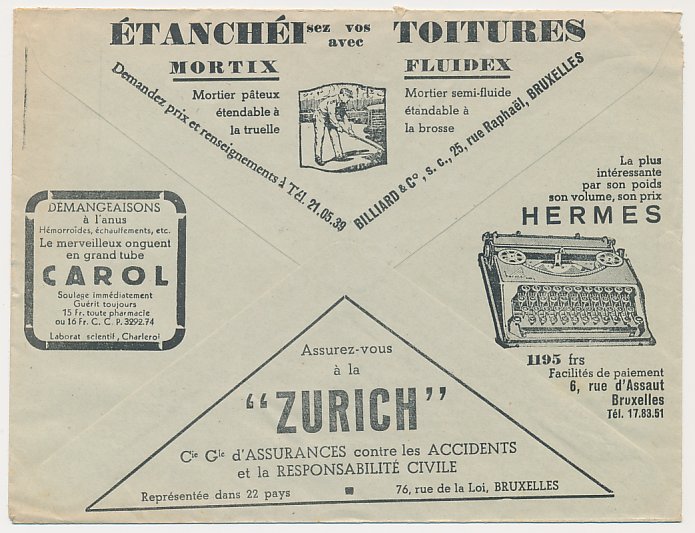 ÉTANCHÉIsez vos avec TOITURES
MORTIX
Mortier pâteux
étendable à
la truelle
FLUIDEX
Mortier semi-fluide
étandable à
la brosse
Demandez prix et renseignements à Tél. 21.05.39
BILLIARD & Cº, s. c., 25, rue Raphaël, BRUXELLES
DEMANGEAISONS
à l'anus
Hémorroïdes, échauffements, etc.
Le merveilleux onguent
en grand tube
CAROL
Soulage immédiatement
Guérit toujours
15 Fr. toute pharmacie
ou 16 Fr. C. C. P. 3292.74
Laborat scientif, Charleroi
La plus
intéressante
par son poids
son volume, son prix
HERMES
1195 frs
Facilités de paiement
6, rue d'Assaut
Bruxelles
Tél. 17.83.51
Assurez-vous
à la
“ZURICH”
Cie Gle d'ASSURANCES contre les ACCIDENTS
et la RESPONSABILITÉ CIVILE
Représentée dans 22 pays ■ 76, rue de la Loi, BRUXELLES